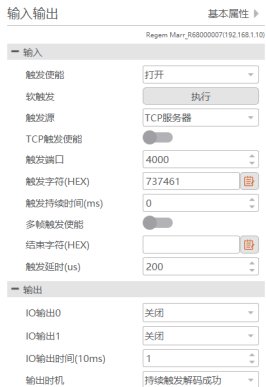 输入输出 基本属性
Regem Marr_R68000007(192.168.1.10)
输入
触发使能 打开
软触发 执行
触发源 TCP服务器
TCP触发使能
触发端口 4000
触发字符(HEX) 737461
触发持续时间(ms) 0
多帧触发使能
结束字符(HEX)
触发延时(us) 200
输出
IO输出0 关闭
IO输出1 关闭
IO输出时间(10ms) 1
输出时机 持续触发解码成功